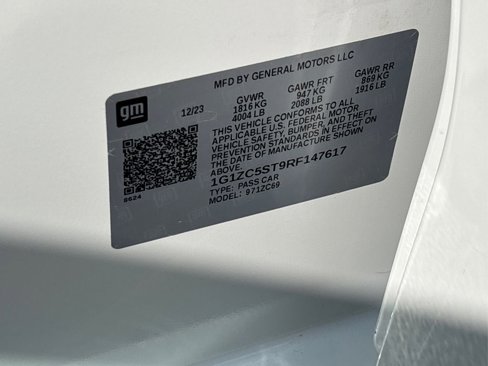 MFD BY GENERAL MOTORS LLC
gm
12/23
GVWR GAWR FRT GAWR RR
1816 KG 947 KG 869 KG
4004 LB 2088 LB 1916 LB
THIS VEHICLE CONFORMS TO ALL
APPLICABLE U.S. FEDERAL MOTOR
VEHICLE SAFETY, BUMPER, AND THEFT
PREVENTION STANDARDS IN EFFECT ON
THE DATE OF MANUFACTURE SHOWN
ABOVE.
1G1ZC5ST9RF147617
TYPE: PASS CAR
MODEL: 971ZC69
8624